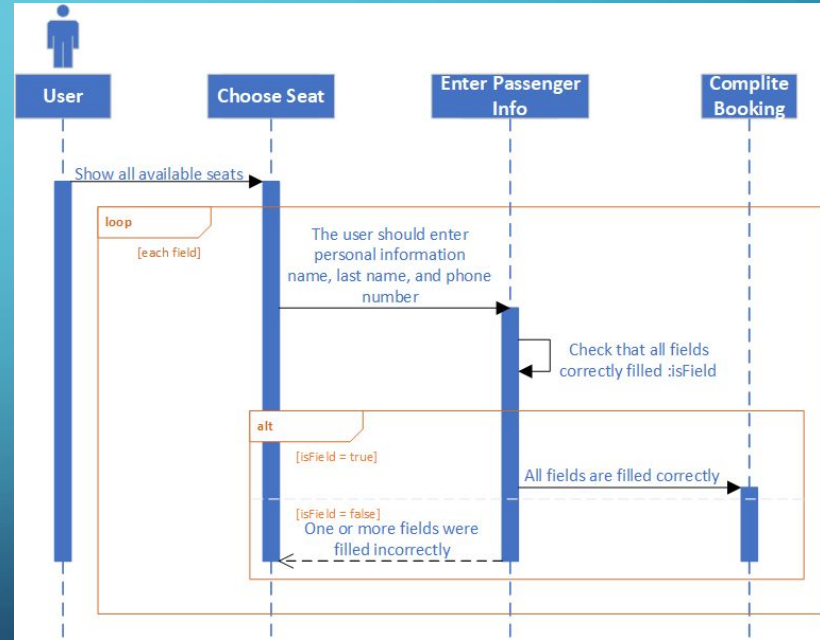 User
Choose Seat
Enter Passenger
Info
Complite
Booking
Show all available seats
loop
[each field]
The user should enter
personal information
name, last name, and phone
number
Check that all fields
correctly filled :isField
alt
[isField = true]
All fields are filled correctly
[isField = false]
One or more fields were
filled incorrectly